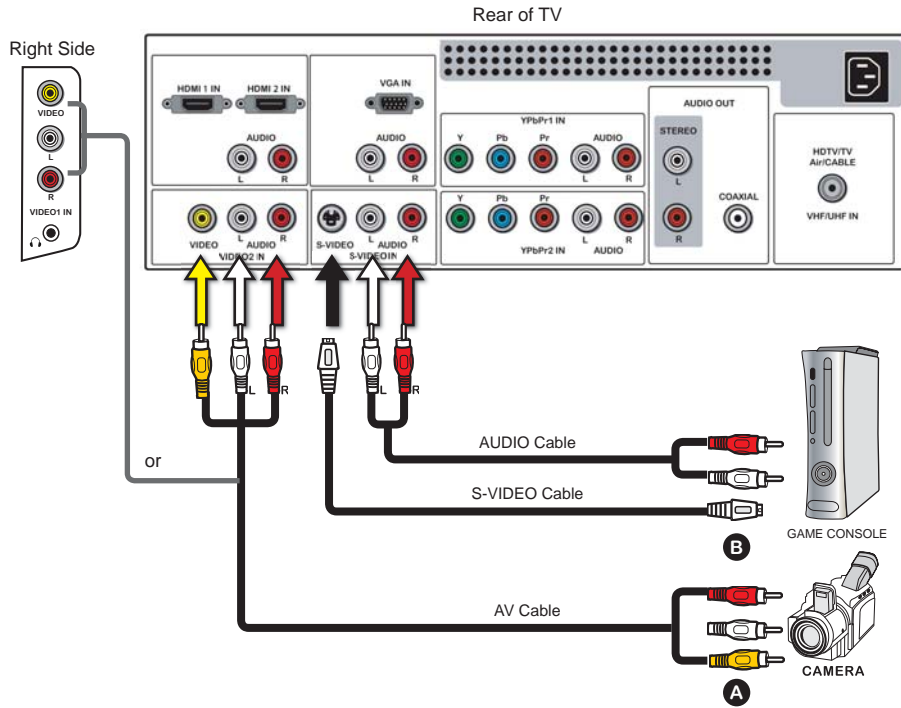 Rear of TV
Right Side
VIDEO
L
R
VIDEO1 IN
HDMI 1 IN HDMI 2 IN
AUDIO
L R
VGA IN
AUDIO
L R
YPbPr1 IN
Y Pb Pr AUDIO
L R
AUDIO OUT
STEREO
L
R
COAXIAL
HDTV/TV
Air/CABLE
VHF/UHF IN
VIDEO L AUDIO R
VIDEO2 IN
S-VIDEO L AUDIO R
S-VIDEO IN
Y Pb Pr
L R
YPbPr2 IN AUDIO
L R
L R
or
AUDIO Cable
S-VIDEO Cable
B
GAME CONSOLE
AV Cable
A
CAMERA